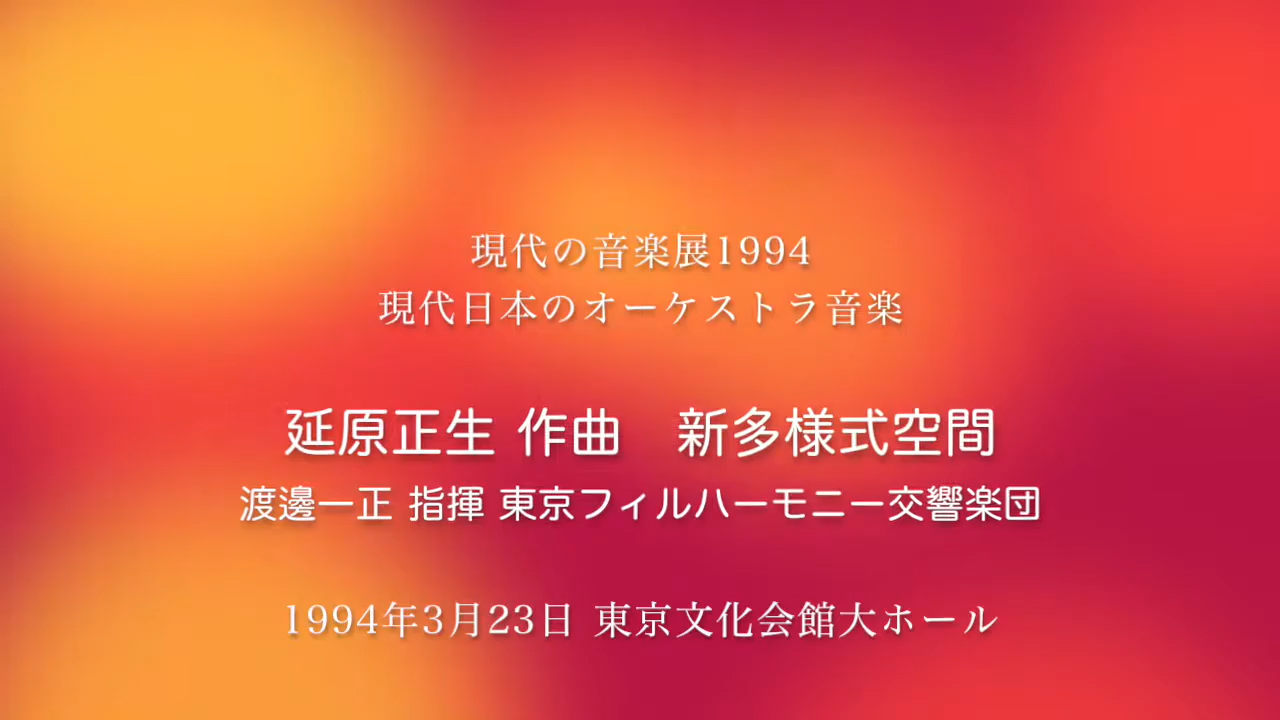 現代の音楽展1994
現代日本のオーケストラ音楽
延原正生 作曲　新多様式空間
渡邊一正 指揮 東京フィルハーモニー交響楽団
1994年3月23日 東京文化会館大ホール